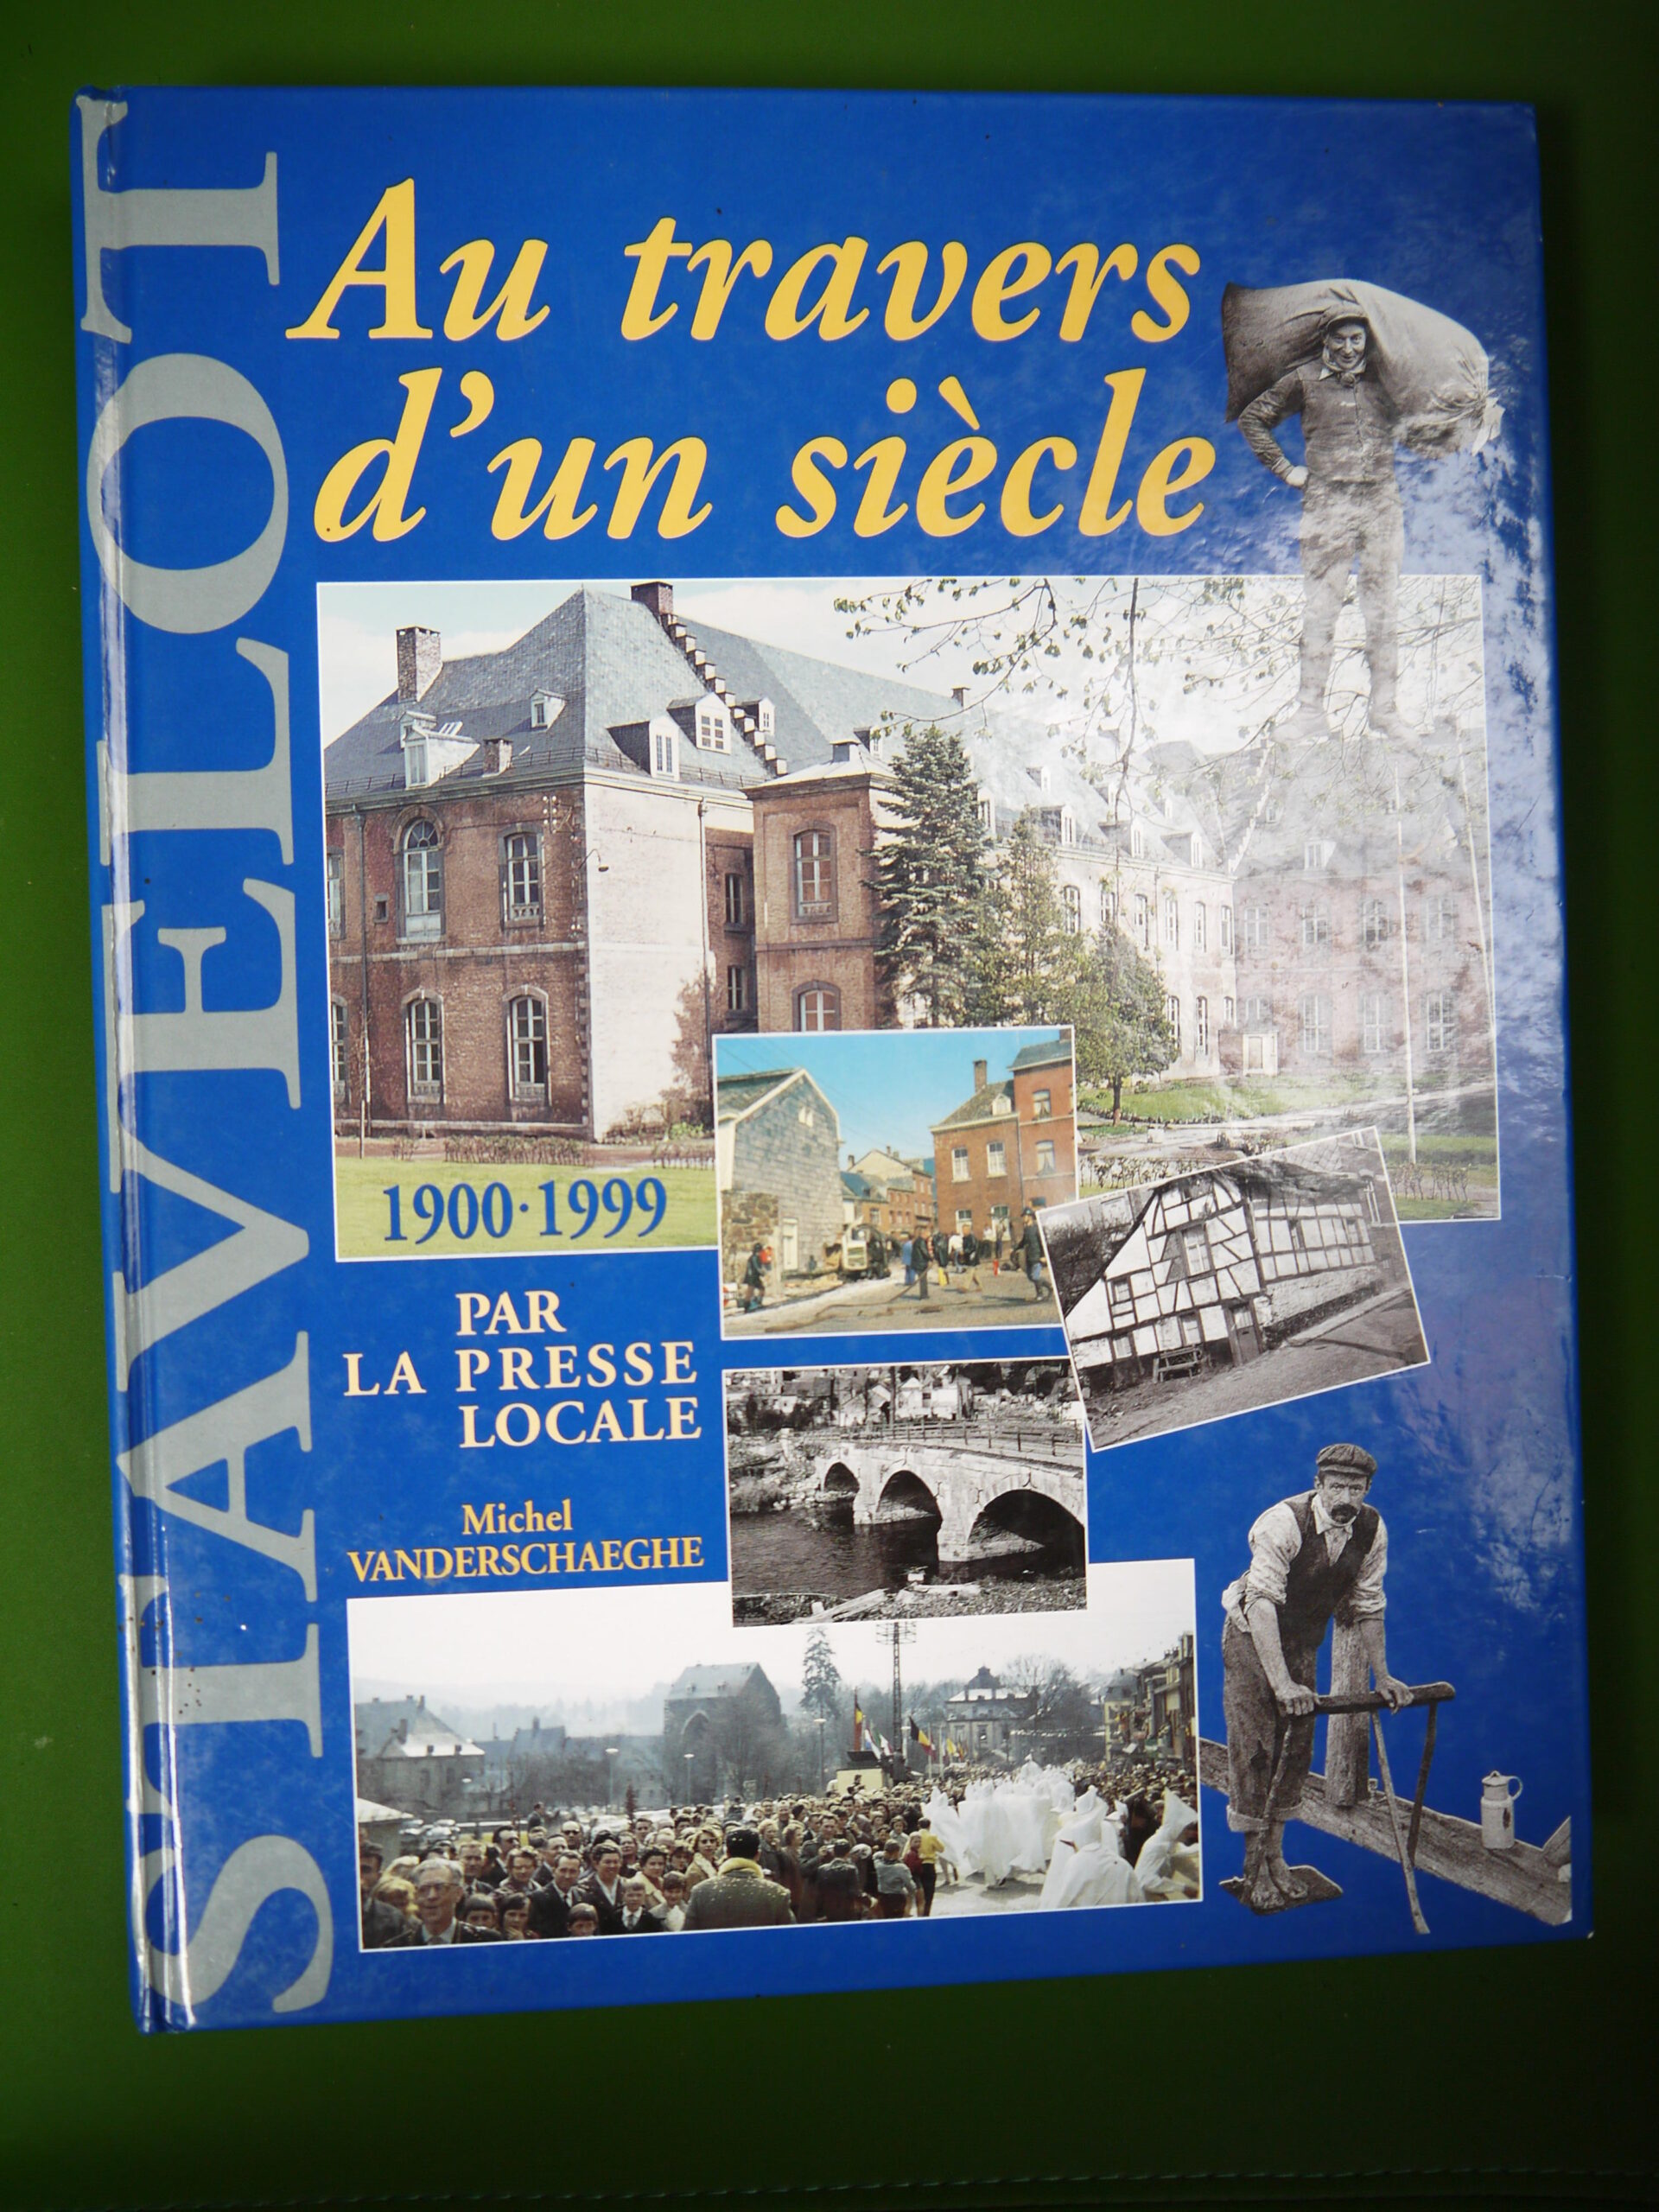 STAVELOT
Au travers
d'un siècle
1900·1999
PAR
LA PRESSE
LOCALE
Michel
VANDERSCHAEGHE